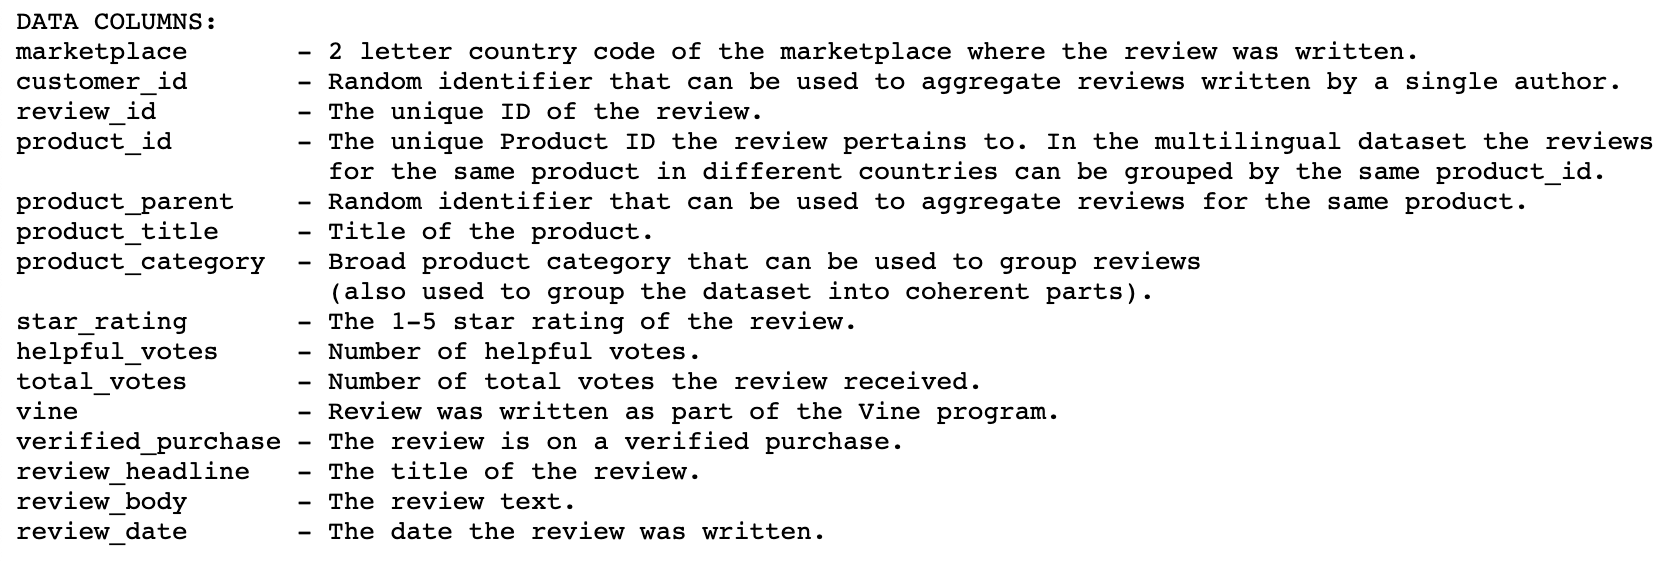 DATA COLUMNS:
marketplace       - 2 letter country code of the marketplace where the review was written.
customer_id       - Random identifier that can be used to aggregate reviews written by a single author.
review_id         - The unique ID of the review.
product_id        - The unique Product ID the review pertains to. In the multilingual dataset the reviews
                    for the same product in different countries can be grouped by the same product_id.
product_parent    - Random identifier that can be used to aggregate reviews for the same product.
product_title     - Title of the product.
product_category  - Broad product category that can be used to group reviews
                    (also used to group the dataset into coherent parts).
star_rating       - The 1-5 star rating of the review.
helpful_votes     - Number of helpful votes.
total_votes       - Number of total votes the review received.
vine              - Review was written as part of the Vine program.
verified_purchase - The review is on a verified purchase.
review_headline   - The title of the review.
review_body       - The review text.
review_date       - The date the review was written.